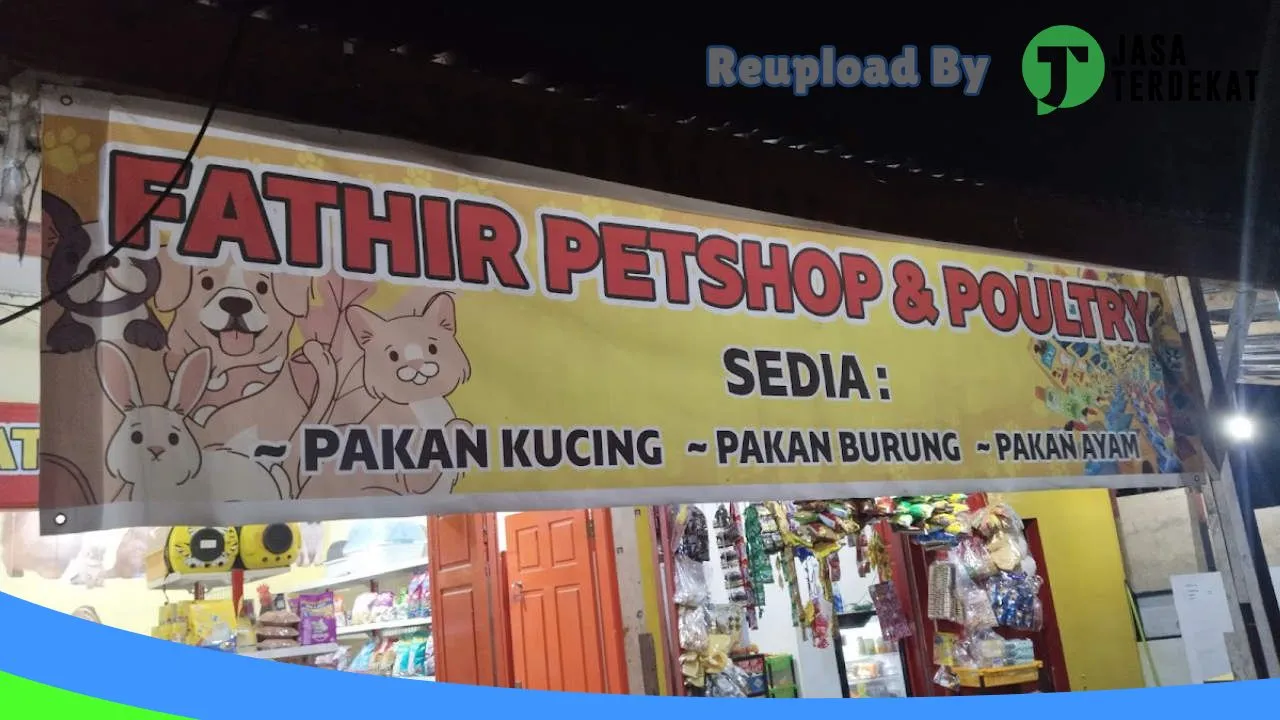 Reupload By
JASA
TERDEKAT
FATHIR PETSHOP & POULTRY
SEDIA :
~ PAKAN KUCING ~ PAKAN BURUNG ~ PAKAN AYAM